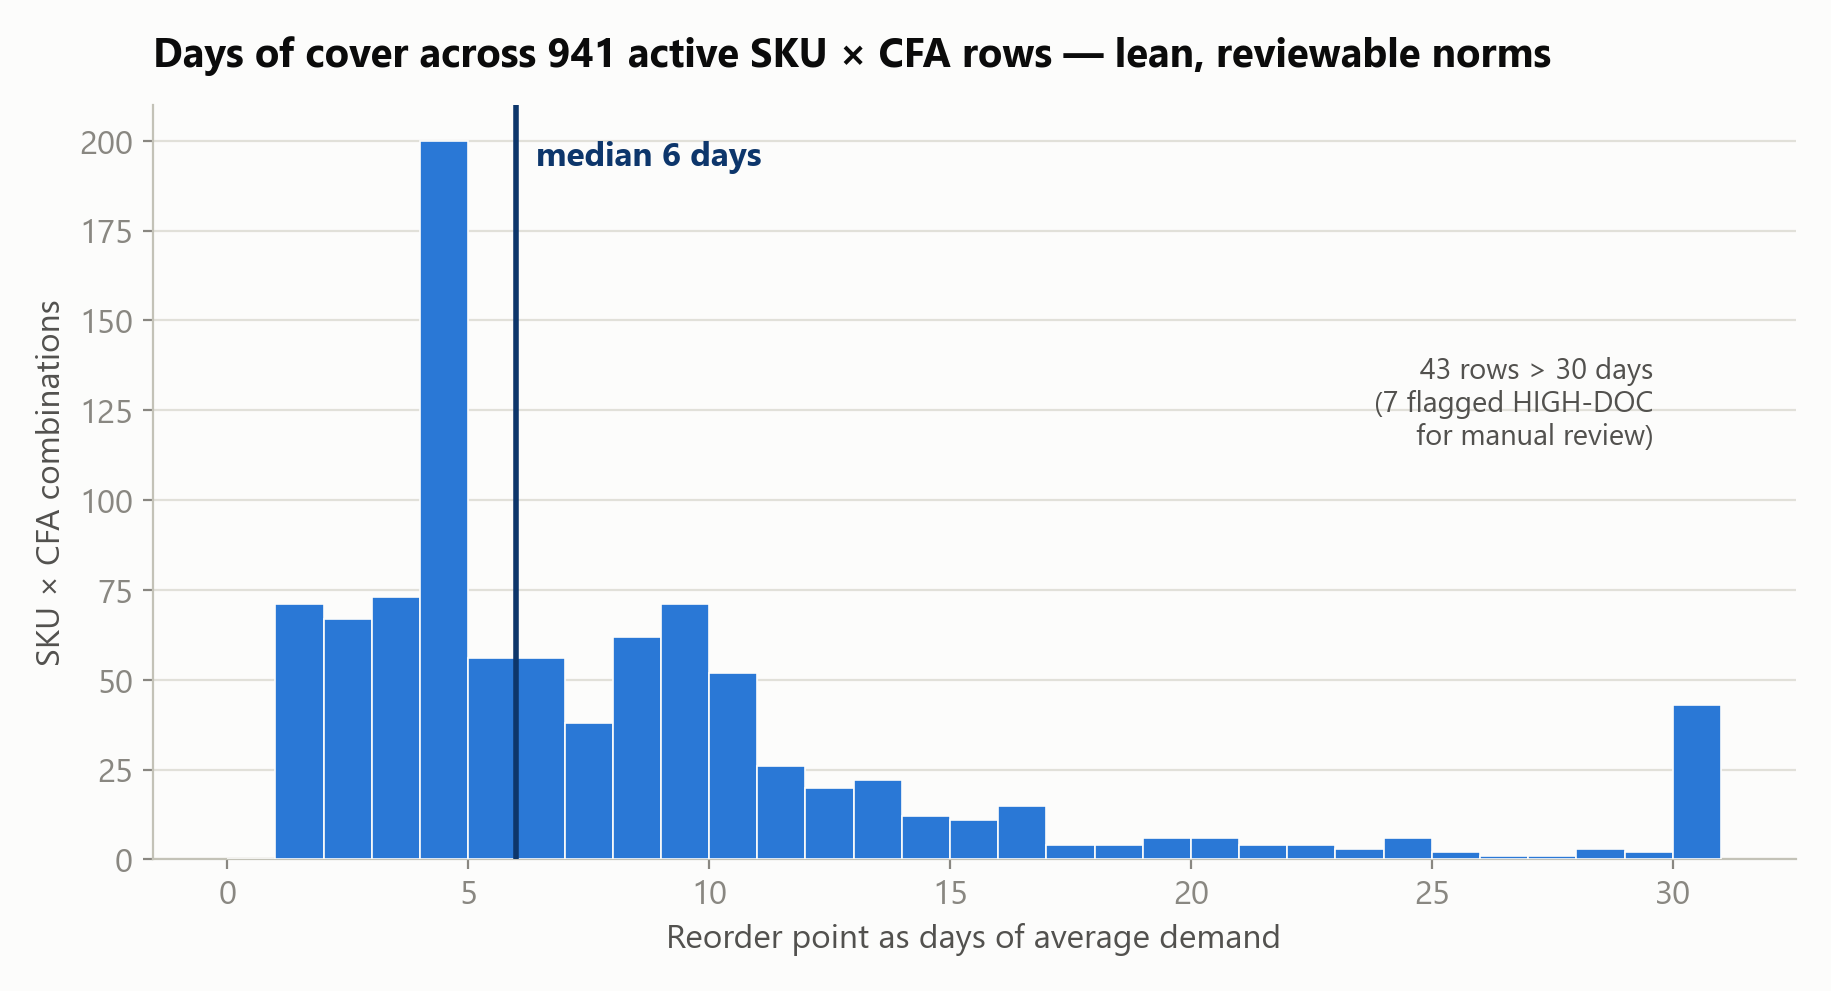 Days of cover across 941 active SKU × CFA rows — lean, reviewable norms
SKU × CFA combinations
200
175
150
125
100
75
50
25
0
median 6 days
43 rows > 30 days
(7 flagged HIGH-DOC
for manual review)
0 5 10 15 20 25 30
Reorder point as days of average demand